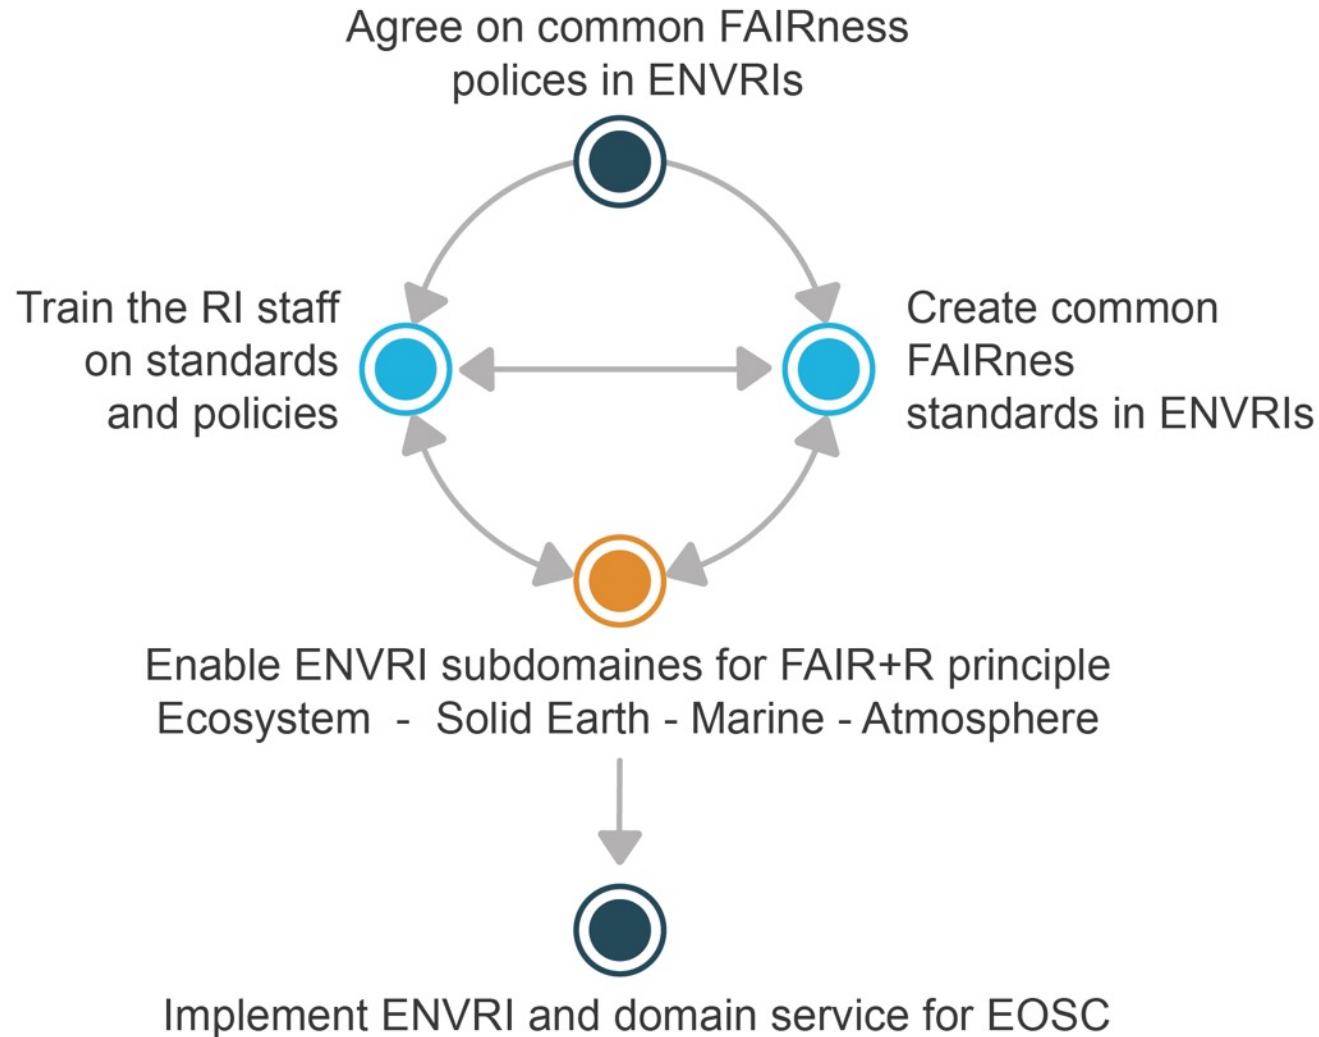 Agree on common FAIRness
polices in ENVRIs
Train the RI staff
on standards
and policies
Create common
FAIRnes
standards in ENVRIs
Enable ENVRI subdomaines for FAIR+R principle
Ecosystem - Solid Earth - Marine - Atmosphere
Implement ENVRI and domain service for EOSC